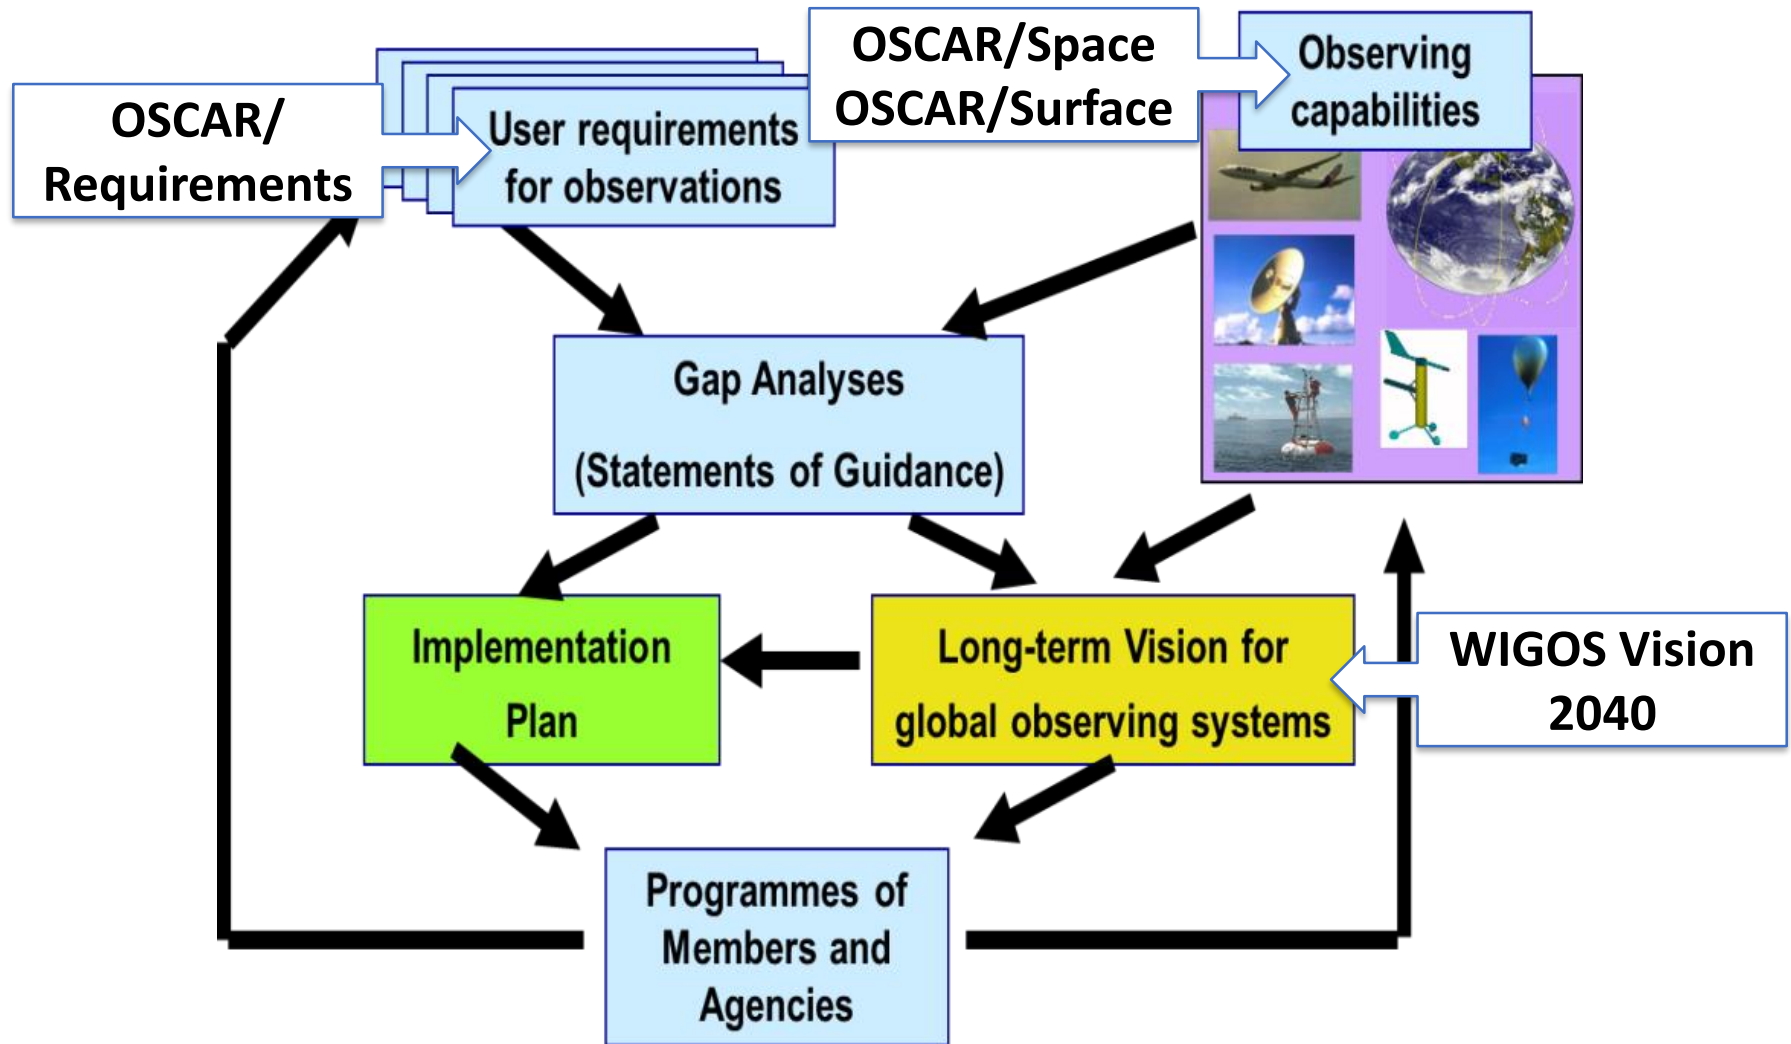 OSCAR/
Requirements
User requirements
for observations
OSCAR/Space
OSCAR/Surface
Observing
capabilities
Gap Analyses
(Statements of Guidance)
Implementation
Plan
Long-term Vision for
global observing systems
WIGOS Vision
2040
Programmes of
Members and
Agencies